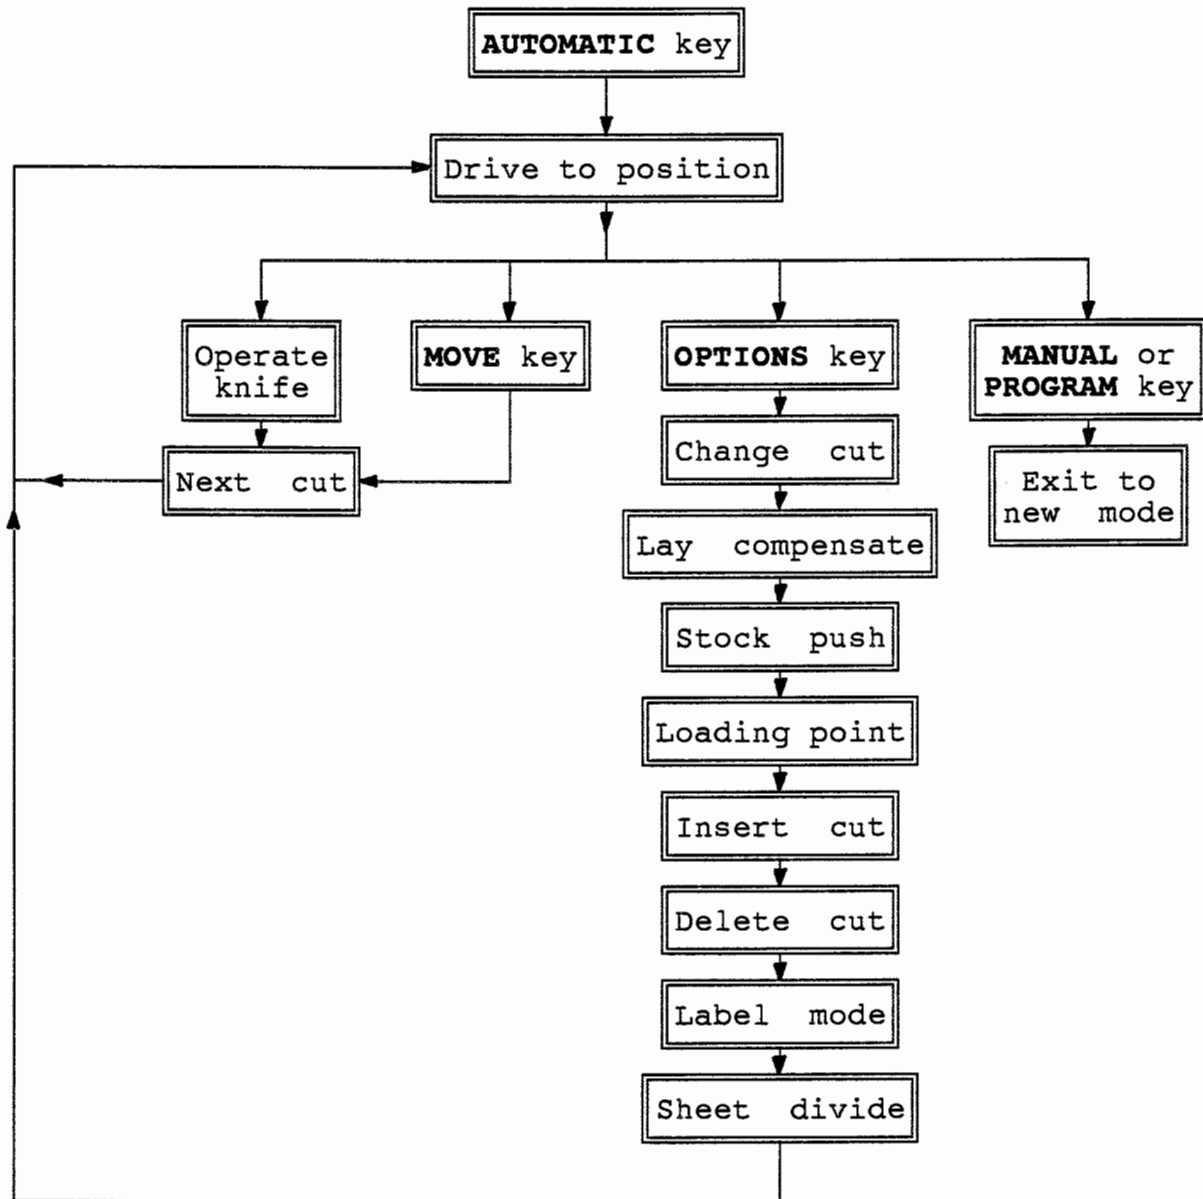 AUTOMATIC key
Drive to position
Operate
knife
MOVE key
OPTIONS key
MANUAL or
PROGRAM key
Next cut
Change cut
Exit to
new mode
Lay compensate
Stock push
Loading point
Insert cut
Delete cut
Label mode
Sheet divide